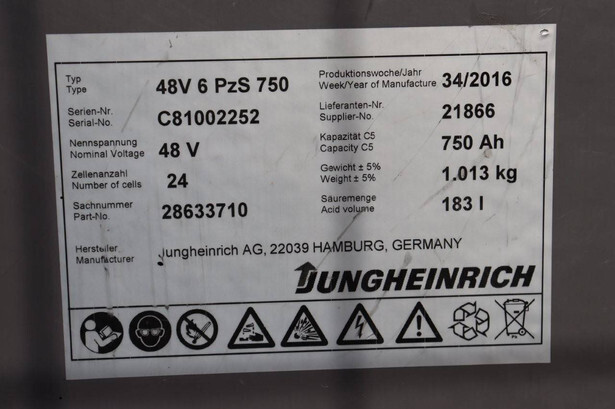 Typ
Type
48V 6 PzS 750
Produktionswoche/Jahr
Week/Year of Manufacture
34/2016
Serien-Nr.
Serial-No.
C81002252
Lieferanten-Nr.
Supplier-No.
21866
Nennspannung
Nominal Voltage
48 V
Kapazität C5
Capacity C5
750 Ah
Zellenanzahl
Number of cells
24
Gewicht ± 5%
Weight ± 5%
1.013 kg
Sachnummer
Part-No.
28633710
Säuremenge
Acid volume
183 l
Hersteller
Manufacturer
Jungheinrich AG, 22039 HAMBURG, GERMANY
JUNGHEINRICH